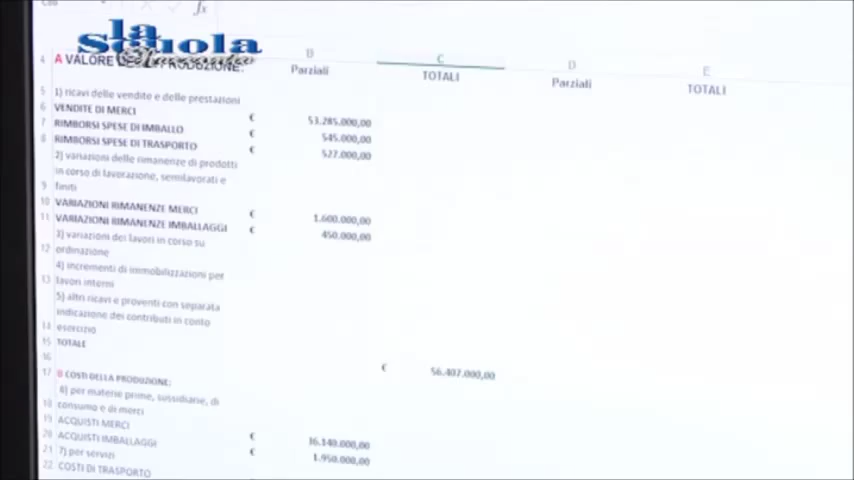 la
Scuola
fx
B
C
D
E
4 A VALORE DELLA PRODUZIONE:
Parziali
TOTALI
Parziali
TOTALI
5 1) ricavi delle vendite e delle prestazioni
6 VENDITE DI MERCI € 53.285.000,00
7 RIMBORSI SPESE DI IMBALLO € 545.000,00
8 RIMBORSI SPESE DI TRASPORTO € 527.000,00
2) variazioni delle rimanenze di prodotti
in corso di lavorazione, semilavorati e
9 finiti
10 VARIAZIONI RIMANENZE MERCI € 1.600.000,00
11 VARIAZIONI RIMANENZE IMBALLAGGI € 450.000,00
3) variazioni dei lavori in corso su
12 ordinazione
4) incrementi di immobilizzazioni per
13 lavori interni
5) altri ricavi e proventi con separata
indicazione dei contributi in conto
14 esercizio
15 TOTALE € 56.407.000,00
16
17 B COSTI DELLA PRODUZIONE:
6) per materie prime, sussidiarie, di
18 consumo e di merci
19 ACQUISTI MERCI € 16.140.000,00
20 ACQUISTI IMBALLAGGI € 1.950.000,00
21 7) per servizi
22 COSTI DI TRASPORTO